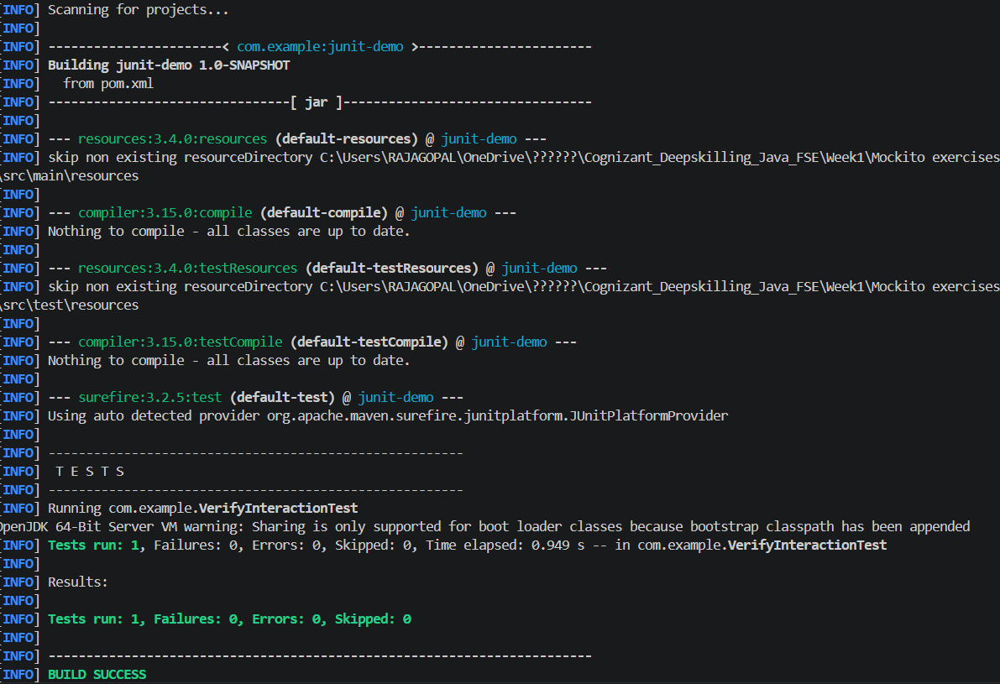 [INFO] Scanning for projects...
[INFO]
[INFO] -----------------------< com.example:junit-demo >-----------------------
[INFO] Building junit-demo 1.0-SNAPSHOT
[INFO]   from pom.xml
[INFO] --------------------------------[ jar ]---------------------------------
[INFO]
[INFO] --- resources:3.4.0:resources (default-resources) @ junit-demo ---
[INFO] skip non existing resourceDirectory C:\Users\RAJAGOPAL\OneDrive\??????\Cognizant_Deepskilling_Java_FSE\Week1\Mockito exercises
\src\main\resources
[INFO]
[INFO] --- compiler:3.15.0:compile (default-compile) @ junit-demo ---
[INFO] Nothing to compile - all classes are up to date.
[INFO]
[INFO] --- resources:3.4.0:testResources (default-testResources) @ junit-demo ---
[INFO] skip non existing resourceDirectory C:\Users\RAJAGOPAL\OneDrive\??????\Cognizant_Deepskilling_Java_FSE\Week1\Mockito exercises
\src\test\resources
[INFO]
[INFO] --- compiler:3.15.0:testCompile (default-testCompile) @ junit-demo ---
[INFO] Nothing to compile - all classes are up to date.
[INFO]
[INFO] --- surefire:3.2.5:test (default-test) @ junit-demo ---
[INFO] Using auto detected provider org.apache.maven.surefire.junitplatform.JUnitPlatformProvider
[INFO]
[INFO] -------------------------------------------------------
[INFO]  T E S T S
[INFO] -------------------------------------------------------
[INFO] Running com.example.VerifyInteractionTest
OpenJDK 64-Bit Server VM warning: Sharing is only supported for boot loader classes because bootstrap classpath has been appended
[INFO] Tests run: 1, Failures: 0, Errors: 0, Skipped: 0, Time elapsed: 0.949 s -- in com.example.VerifyInteractionTest
[INFO]
[INFO] Results:
[INFO]
[INFO] Tests run: 1, Failures: 0, Errors: 0, Skipped: 0
[INFO]
[INFO] ------------------------------------------------------------------------
[INFO] BUILD SUCCESS